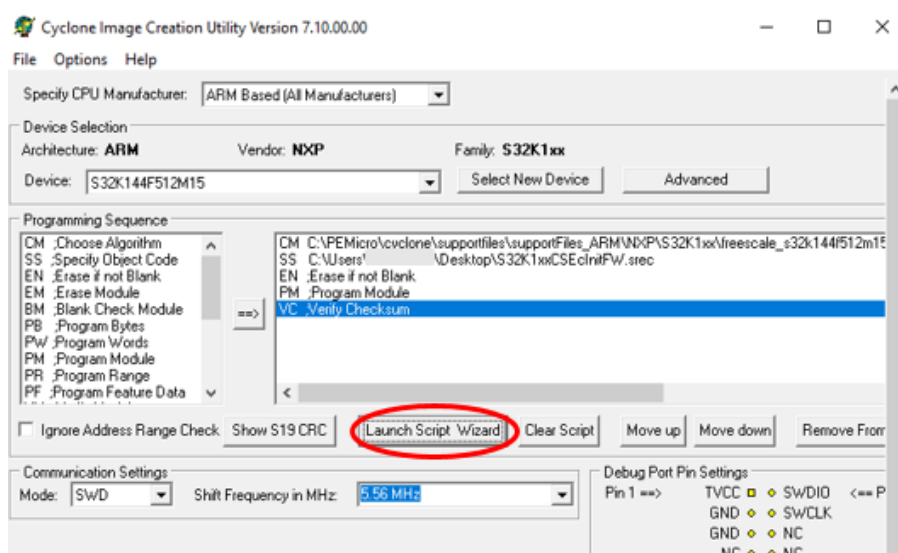 Cyclone Image Creation Utility Version 7.10.00.00
File Options Help
Specify CPU Manufacturer: ARM Based (All Manufacturers)
Device Selection
Architecture: ARM Vendor: NXP Family: S32K1xx
Device: S32K144F512M15 Select New Device Advanced
Programming Sequence
CM ;Choose Algorithm
SS ;Specify Object Code
EN ;Erase if not Blank
EM ;Erase Module
BM ;Blank Check Module
PB ;Program Bytes
PW ;Program Words
PM ;Program Module
PR ;Program Range
PF ;Program Feature Data
==>
CM C:\PEMicro\cyclone\supportfiles\supportFiles_ARM\NXP\S32K1xx\freescale_s32k144f512m15
SS C:\Users\ \Desktop\S32K1xxCSEcInitFW.srec
EN ;Erase if not Blank
PM ;Program Module
VC ;Verify Checksum
Ignore Address Range Check Show S19 CRC Launch Script Wizard Clear Script Move up Move down Remove From
Communication Settings
Mode: SWD Shift Frequency in MHz: 5.56 MHz
Debug Port Pin Settings
Pin 1 ==> TVCC SWDIO <== P
GND SWCLK
GND NC
NC NC